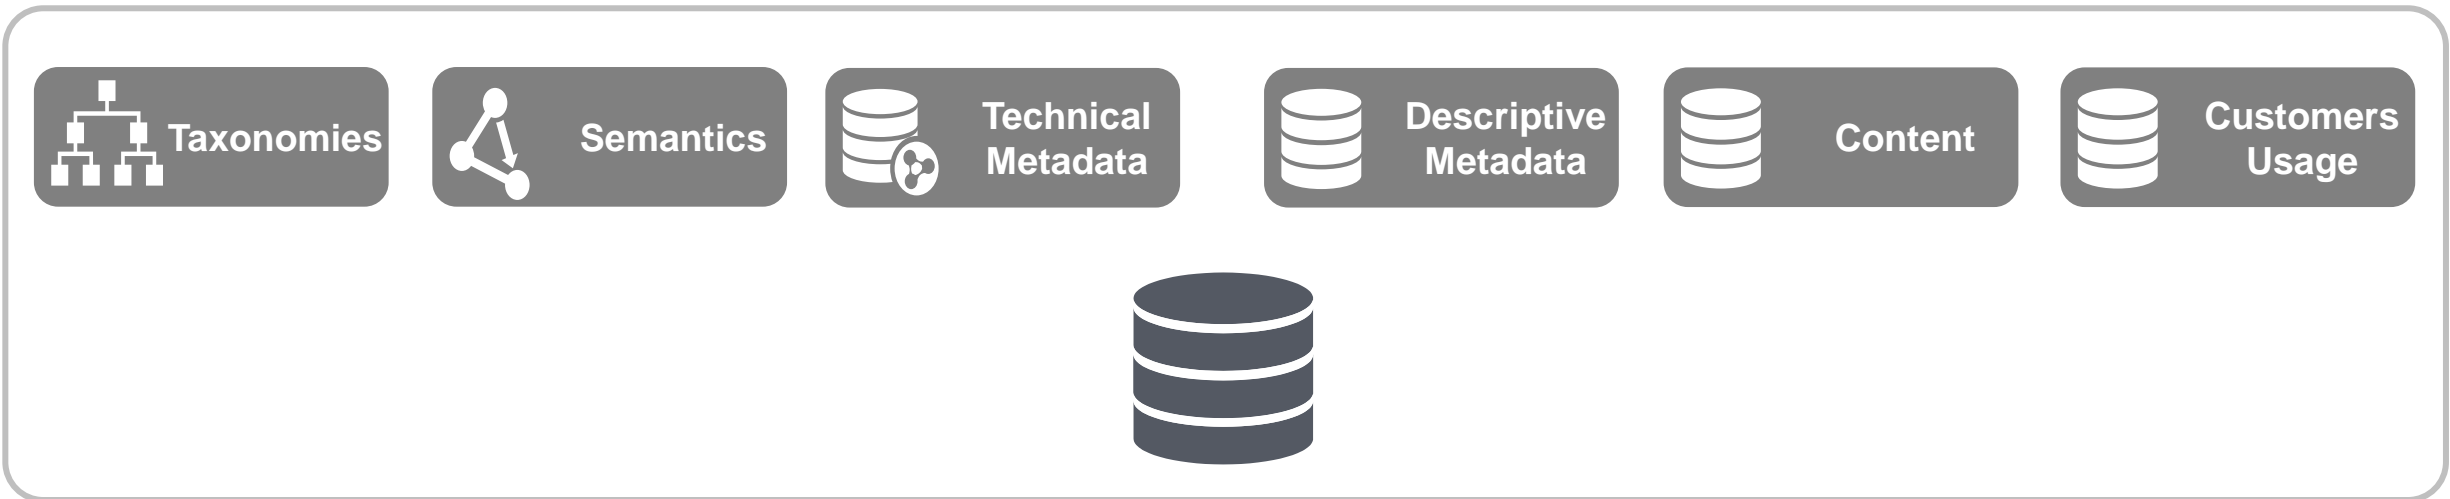 Taxonomies
Semantics
Technical
Metadata
Descriptive
Metadata
Content
Customers
Usage